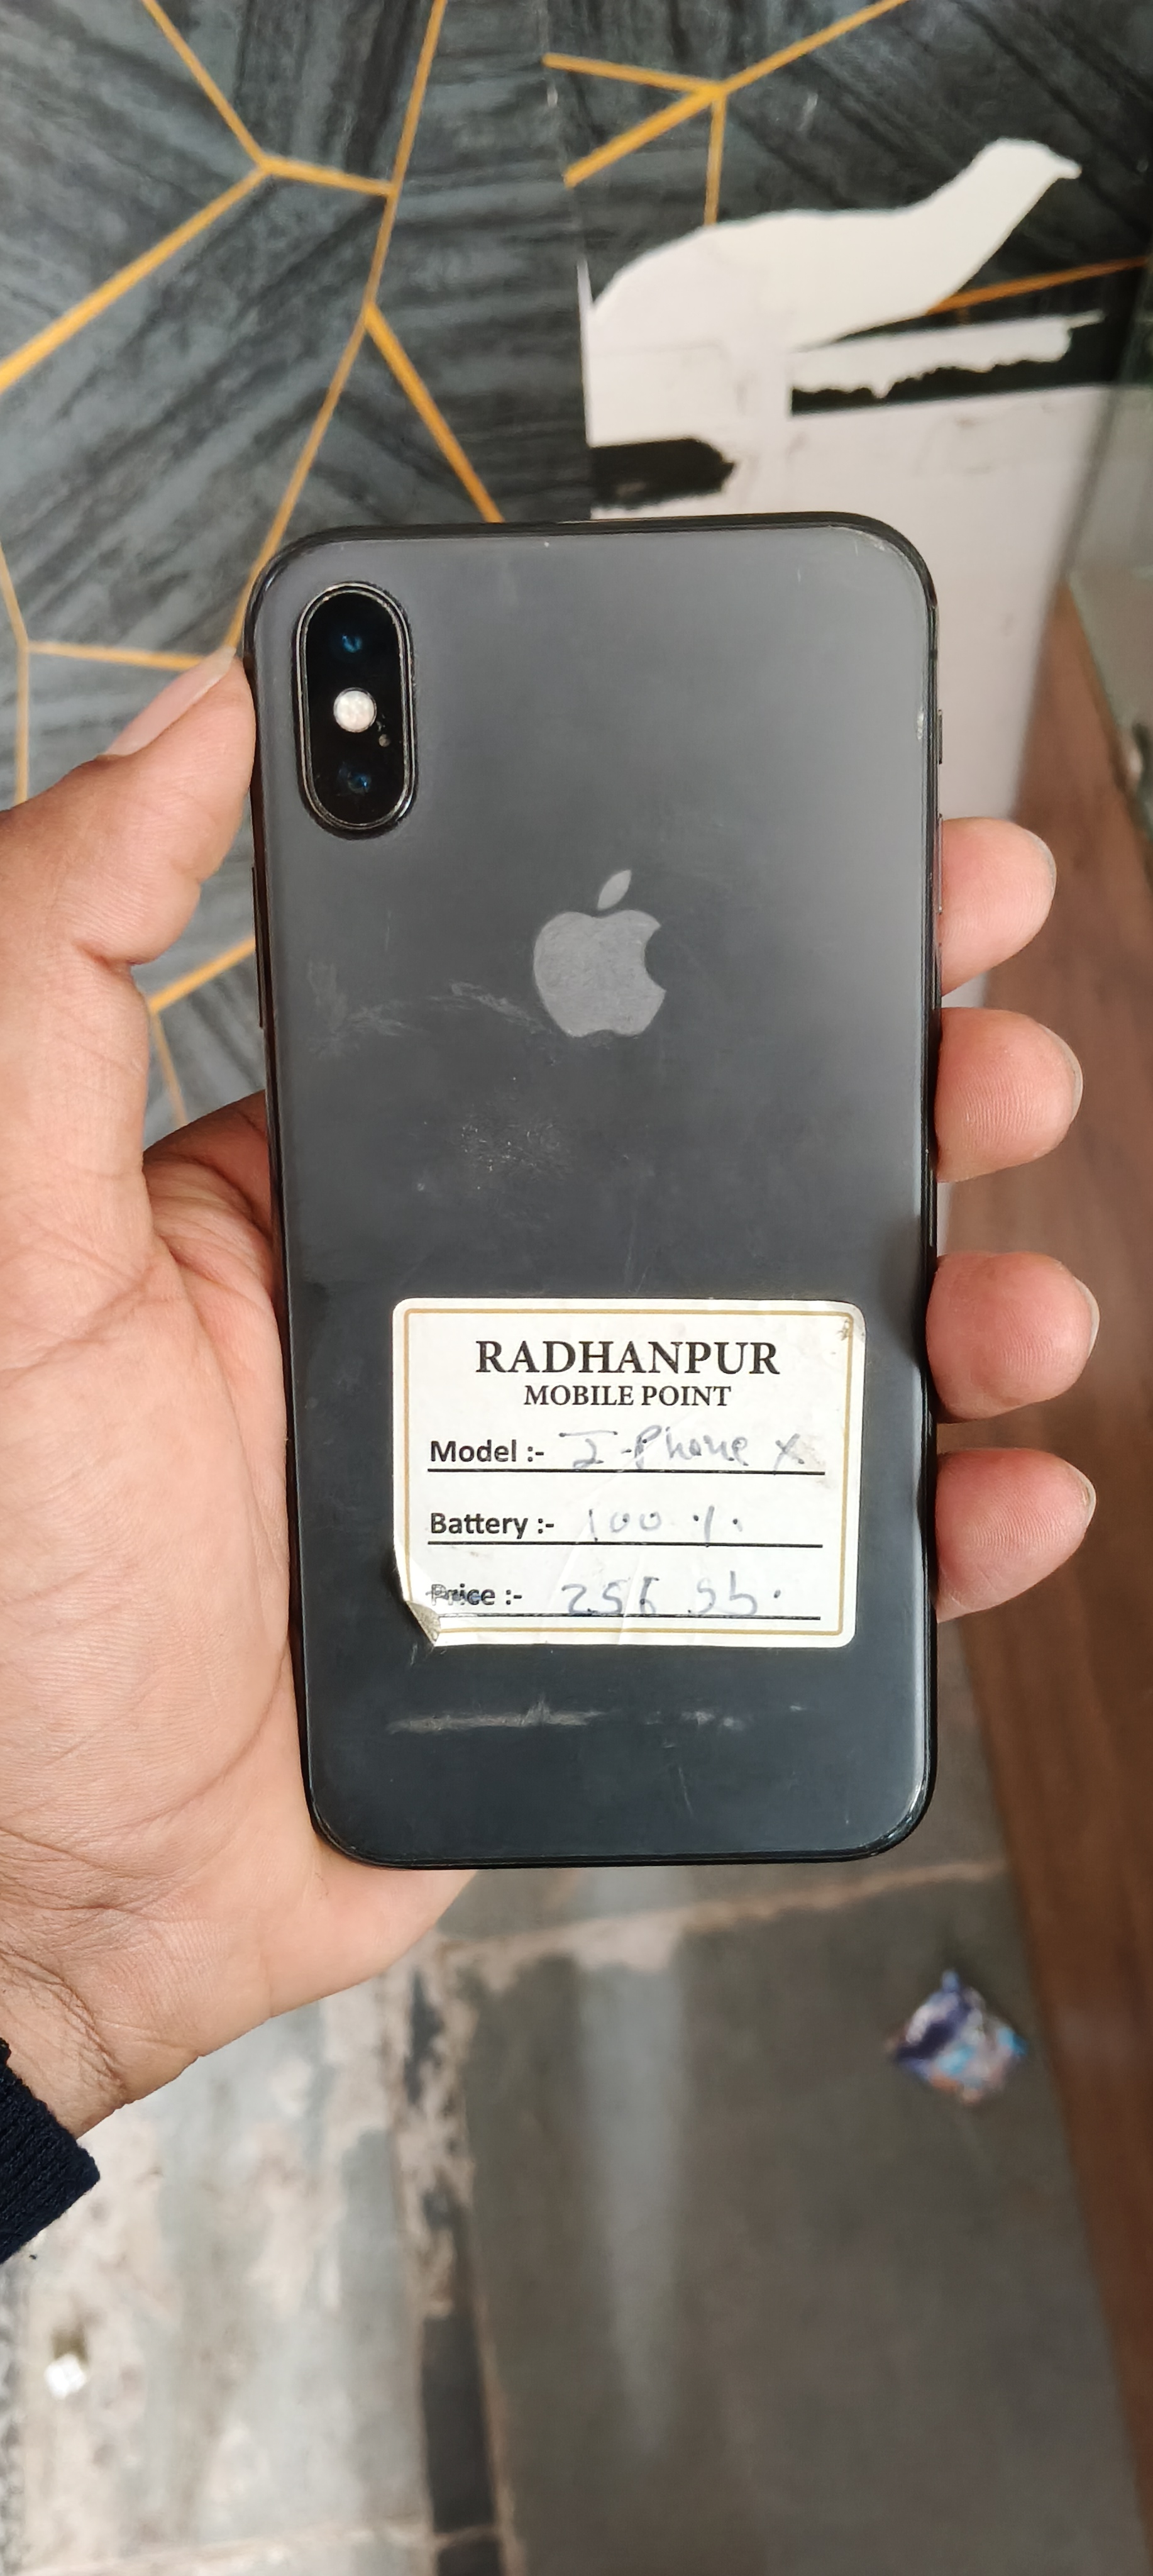 RADHANPUR
MOBILE POINT
Model :- I-Phone X
Battery :- 100 %
Price :- 256 Gb.